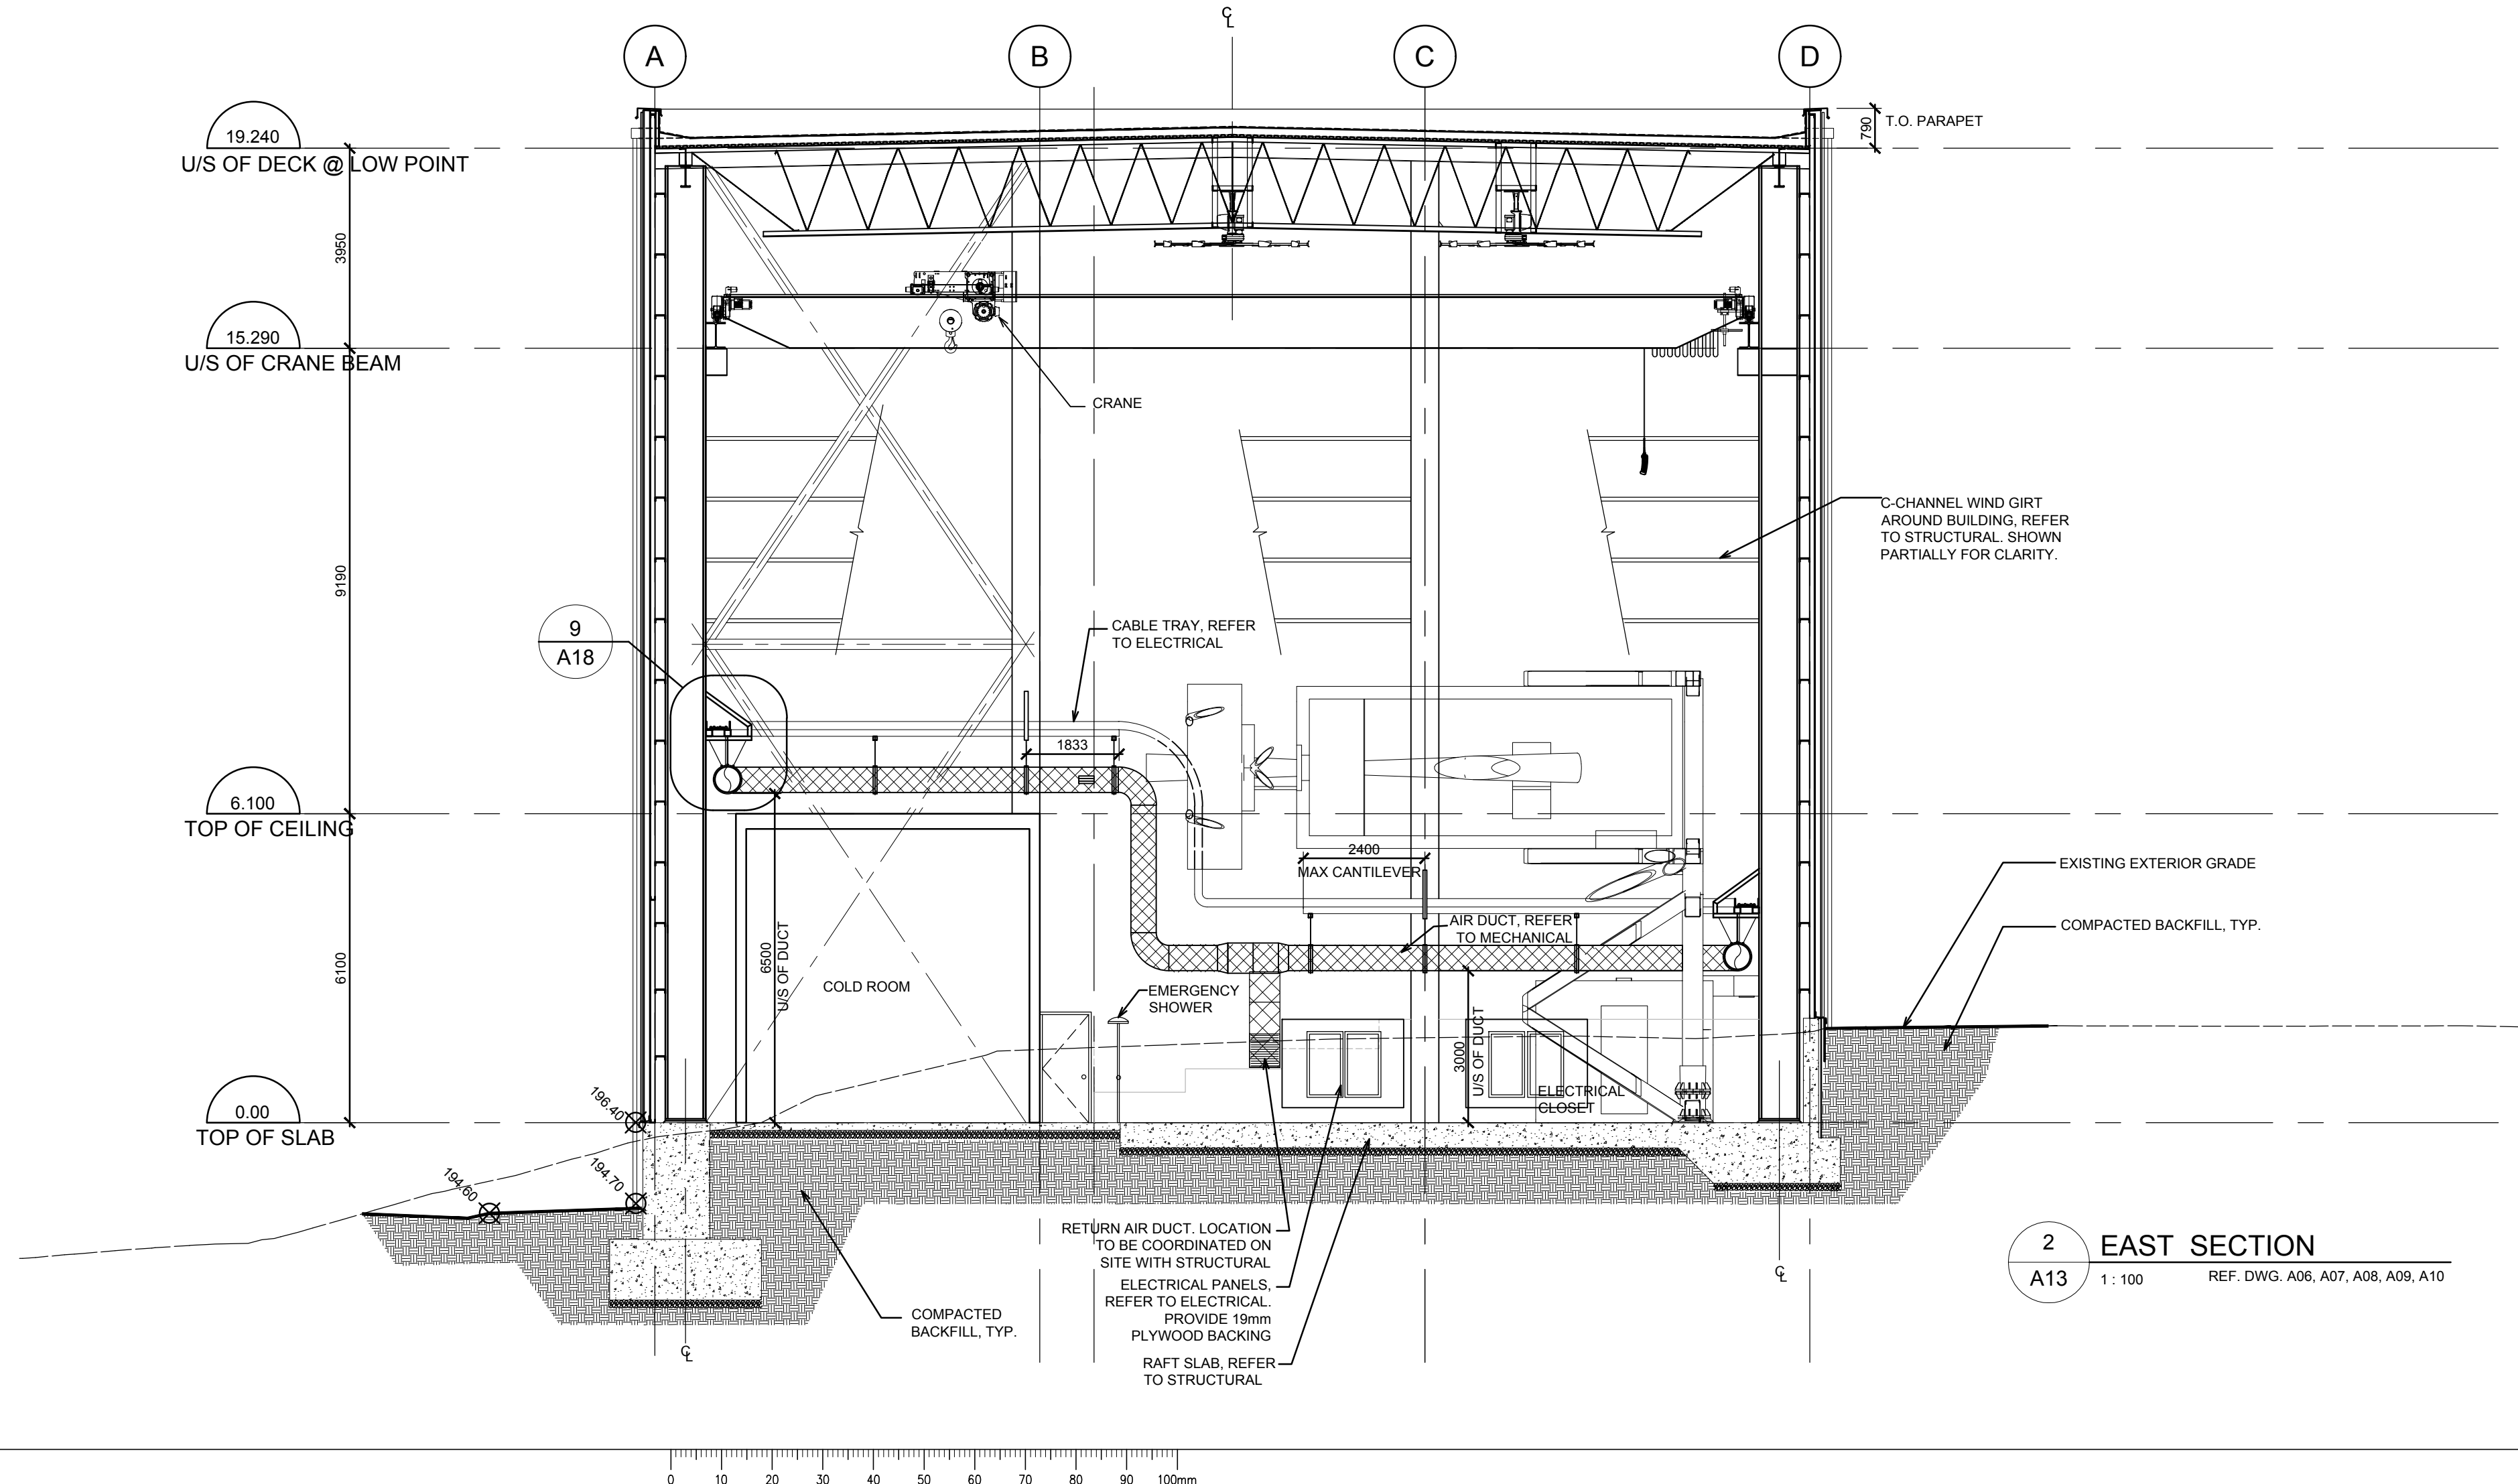 ℄
A
B
C
D
19.240
U/S OF DECK @ LOW POINT
790
T.O. PARAPET
3950
15.290
U/S OF CRANE BEAM
CRANE
C-CHANNEL WIND GIRT
AROUND BUILDING, REFER
TO STRUCTURAL. SHOWN
PARTIALLY FOR CLARITY.
9190
9
A18
CABLE TRAY, REFER
TO ELECTRICAL
1833
6.100
TOP OF CEILING
2400
MAX CANTILEVER
EXISTING EXTERIOR GRADE
AIR DUCT, REFER
TO MECHANICAL
COMPACTED BACKFILL, TYP.
6100
6500
U/S OF DUCT
COLD ROOM
EMERGENCY
SHOWER
3000
U/S OF DUCT
ELECTRICAL
CLOSET
0.00
TOP OF SLAB
196.40
194.70
194.60
RETURN AIR DUCT. LOCATION
TO BE COORDINATED ON
SITE WITH STRUCTURAL
ELECTRICAL PANELS,
REFER TO ELECTRICAL.
PROVIDE 19mm
PLYWOOD BACKING
RAFT SLAB, REFER
TO STRUCTURAL
COMPACTED
BACKFILL, TYP.
℄
℄
2
A13
EAST SECTION
1 : 100
REF. DWG. A06, A07, A08, A09, A10
0 10 20 30 40 50 60 70 80 90 100mm